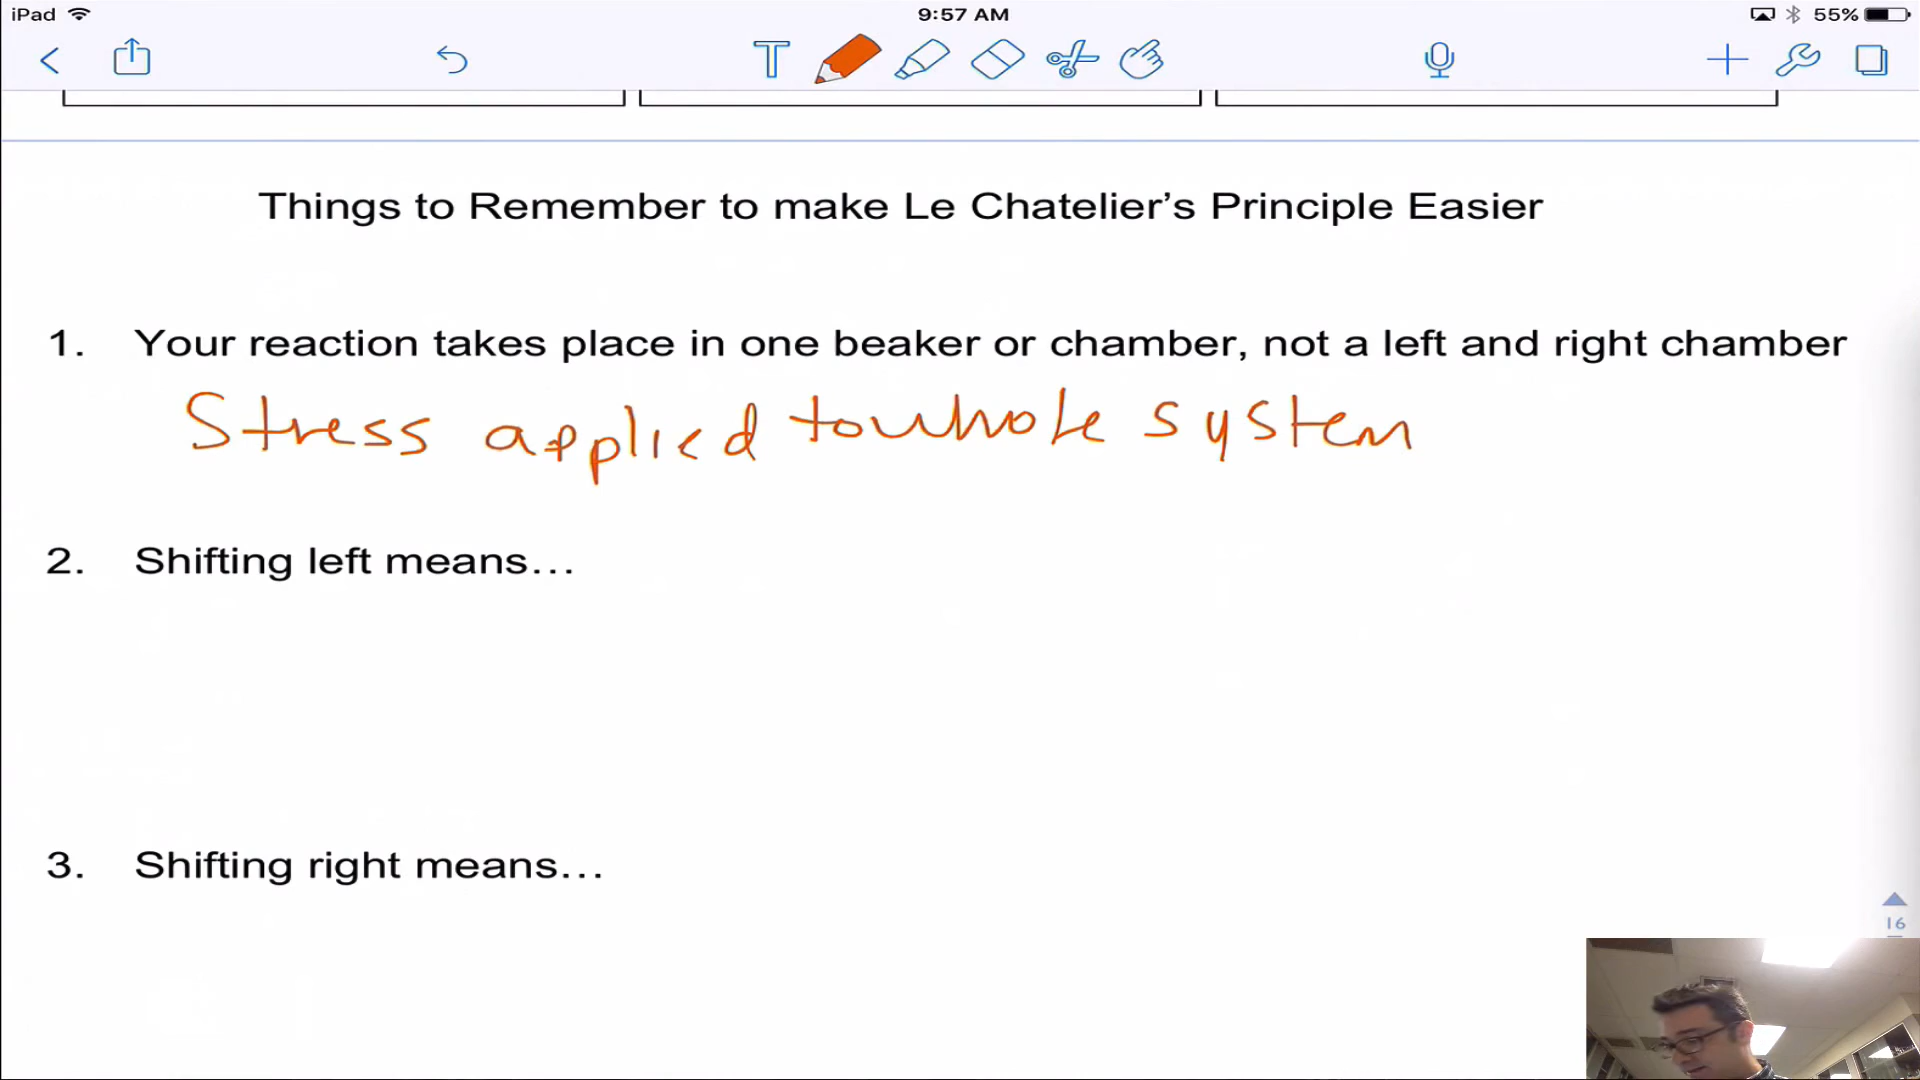 iPad 9:57 AM 55%
T
Things to Remember to make Le Chatelier’s Principle Easier
1. Your reaction takes place in one beaker or chamber, not a left and right chamber
Stress applied to whole system
2. Shifting left means…
3. Shifting right means…
16